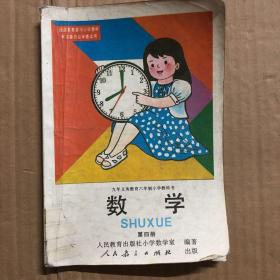 九年义务教育六年制小学教科书
数 学
SHUXUE
第四册
人民教育出版社小学数学室 编著
人民教育出版社 出版